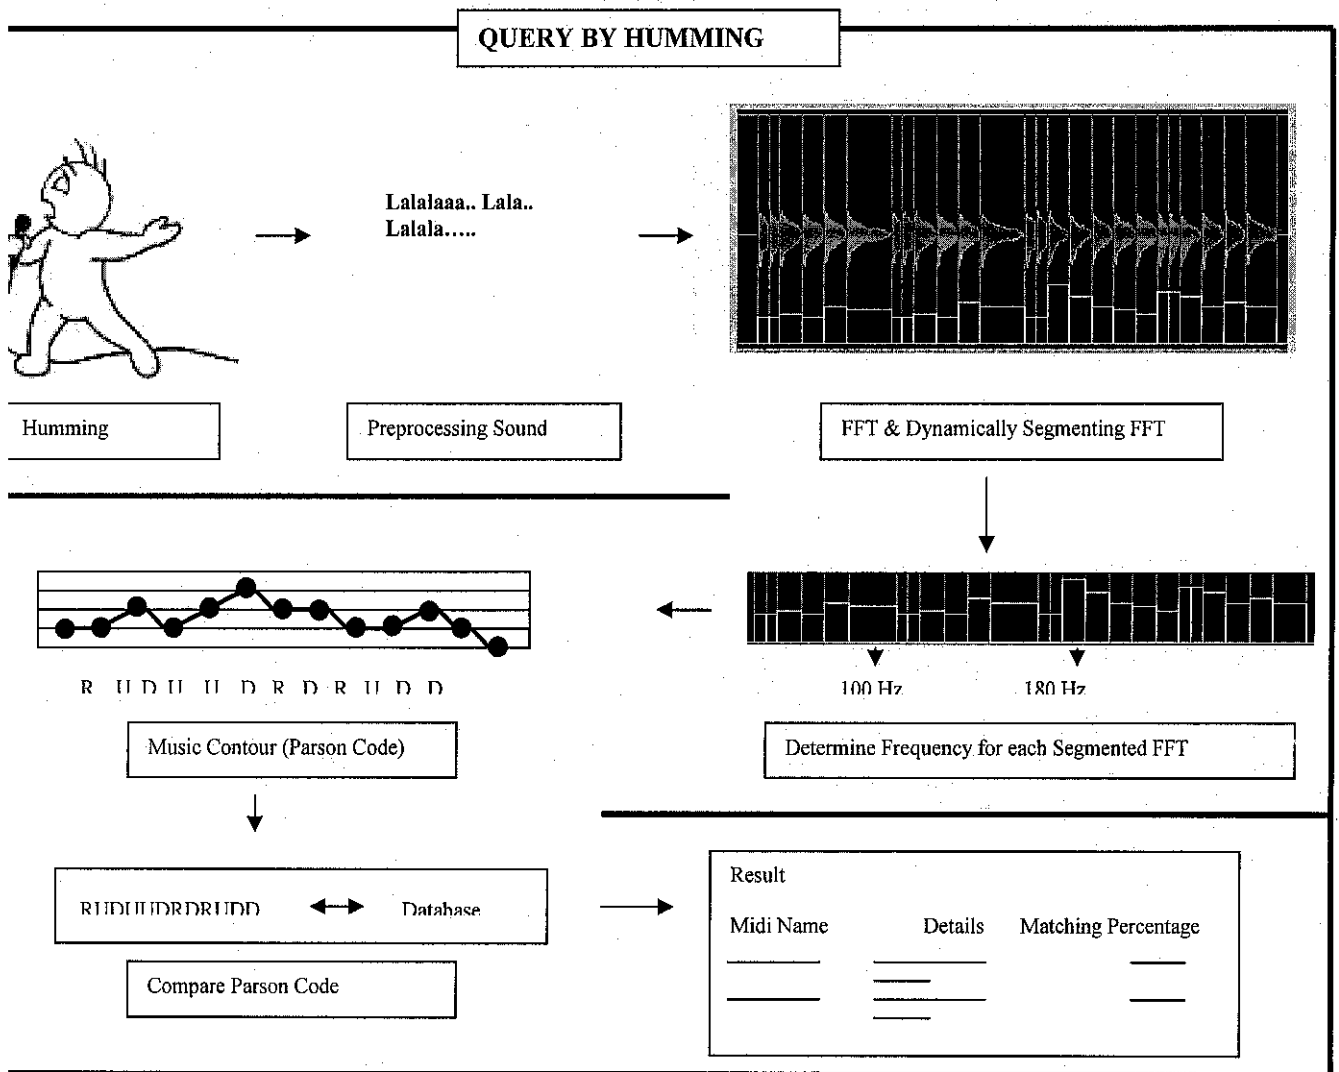 QUERY BY HUMMING
Lalalaaa.. Lala..
Lalala.....
Humming
Preprocessing Sound
FFT & Dynamically Segmenting FFT
100 Hz
180 Hz
R U D U U D R D R U D D
Music Contour (Parson Code)
Determine Frequency for each Segmented FFT
RUDUUDRDRUDD
Database
Compare Parson Code
Result
Midi Name
Details
Matching Percentage